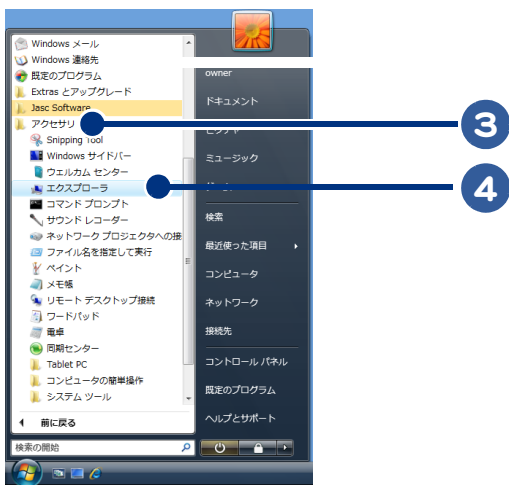 Windows メール
Windows 連絡先
既定のプログラム
Extras とアップグレード
Jasc Software
アクセサリ
Snipping Tool
Windows サイドバー
ウェルカム センター
エクスプローラ
コマンド プロンプト
サウンド レコーダー
ネットワーク プロジェクタへの接
ファイル名を指定して実行
ペイント
メモ帳
リモート デスクトップ接続
ワードパッド
電卓
同期センター
Tablet PC
コンピュータの簡単操作
システム ツール
前に戻る
検索の開始
owner
ドキュメント
ピクチャ
ミュージック
検索
最近使った項目
コンピュータ
ネットワーク
接続先
コントロール パネル
既定のプログラム
ヘルプとサポート
3
4